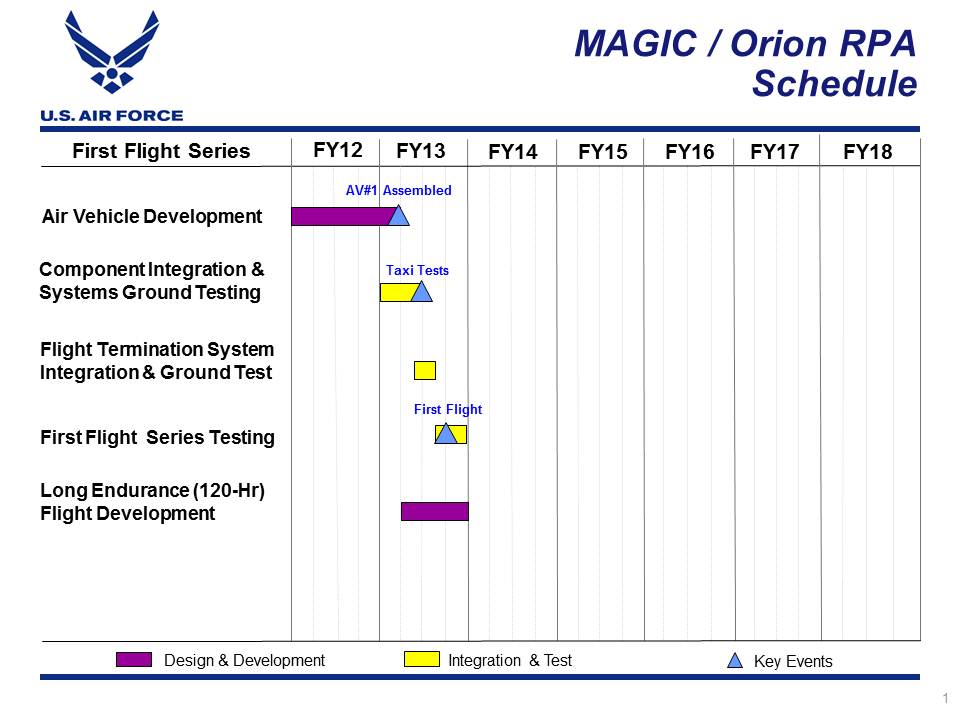 MAGIC / Orion RPA
Schedule
U.S. AIR FORCE
First Flight Series FY12 FY13 FY14 FY15 FY16 FY17 FY18
AV#1 Assembled
Air Vehicle Development
Component Integration &
Taxi Tests
Systems Ground Testing
Flight Termination System
Integration & Ground Test
First Flight
First Flight Series Testing
Long Endurance (120-Hr)
Flight Development
Design & Development Integration & Test Key Events
1